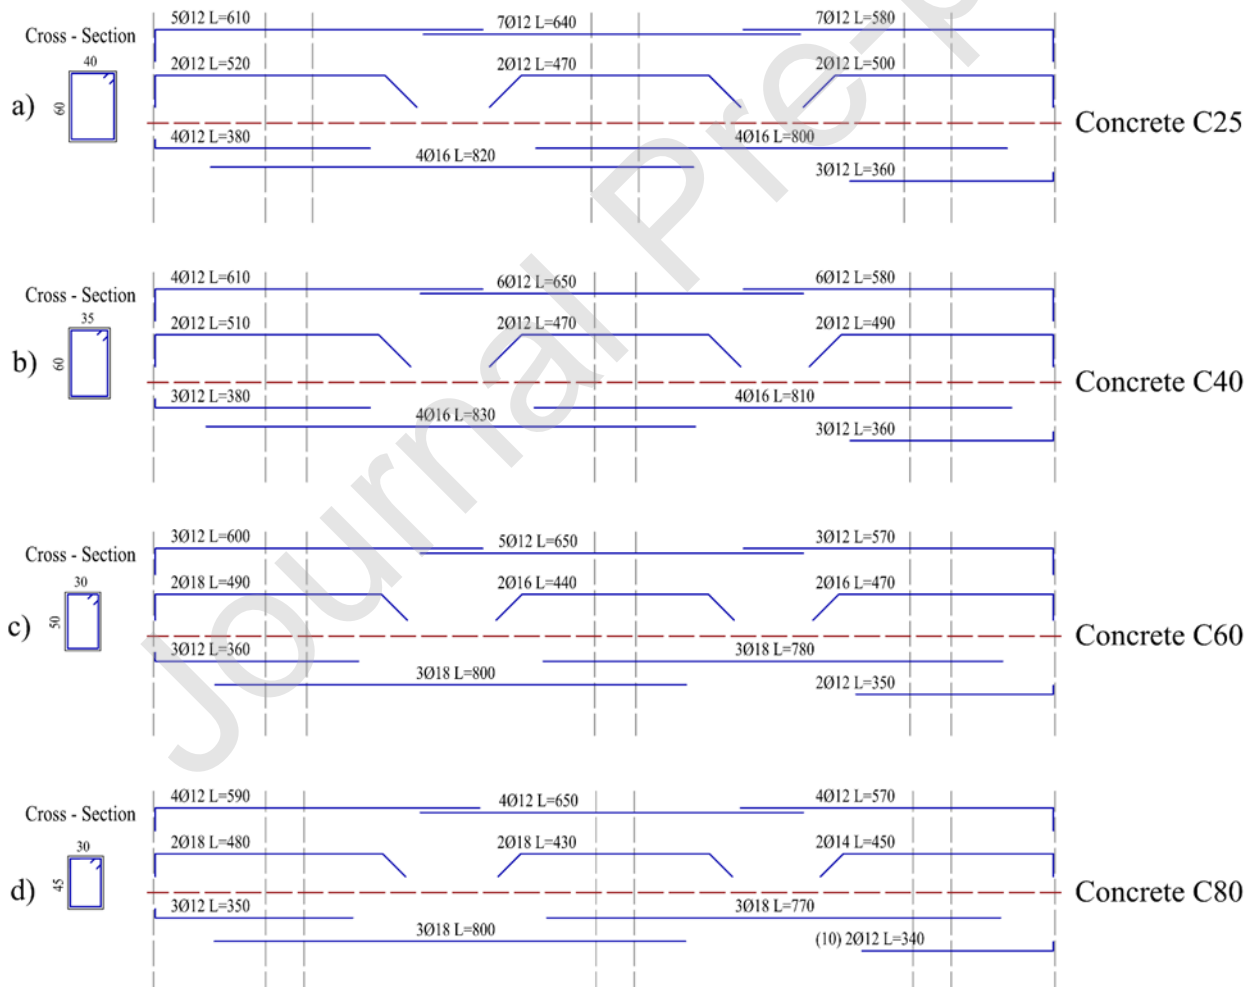 5Ø12 L=610
7Ø12 L=640
7Ø12 L=580
Cross - Section
40
60
2Ø12 L=520
2Ø12 L=470
2Ø12 L=500
a)
Concrete C25
4Ø12 L=380
4Ø16 L=820
4Ø16 L=800
3Ø12 L=360
4Ø12 L=610
6Ø12 L=650
6Ø12 L=580
Cross - Section
35
60
2Ø12 L=510
2Ø12 L=470
2Ø12 L=490
b)
Concrete C40
3Ø12 L=380
4Ø16 L=830
4Ø16 L=810
3Ø12 L=360
3Ø12 L=600
5Ø12 L=650
3Ø12 L=570
Cross - Section
30
50
2Ø18 L=490
2Ø16 L=440
2Ø16 L=470
c)
Concrete C60
3Ø12 L=360
3Ø18 L=800
3Ø18 L=780
2Ø12 L=350
4Ø12 L=590
4Ø12 L=650
4Ø12 L=570
Cross - Section
30
45
2Ø18 L=480
2Ø18 L=430
2Ø14 L=450
d)
Concrete C80
3Ø12 L=350
3Ø18 L=800
3Ø18 L=770
(10) 2Ø12 L=340
Journal Pre-p